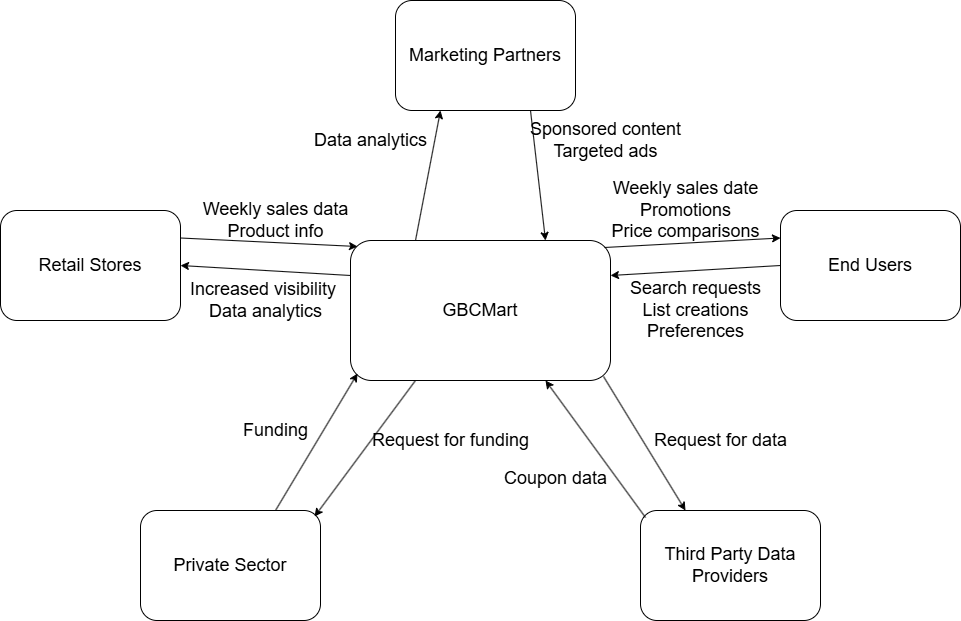 Marketing Partners
Data analytics
Sponsored content
Targeted ads
Weekly sales data
Product info
Weekly sales date
Promotions
Price comparisons
Retail Stores
End Users
Increased visibility
Data analytics
GBCMart
Search requests
List creations
Preferences
Funding
Request for funding
Request for data
Coupon data
Private Sector
Third Party Data
Providers